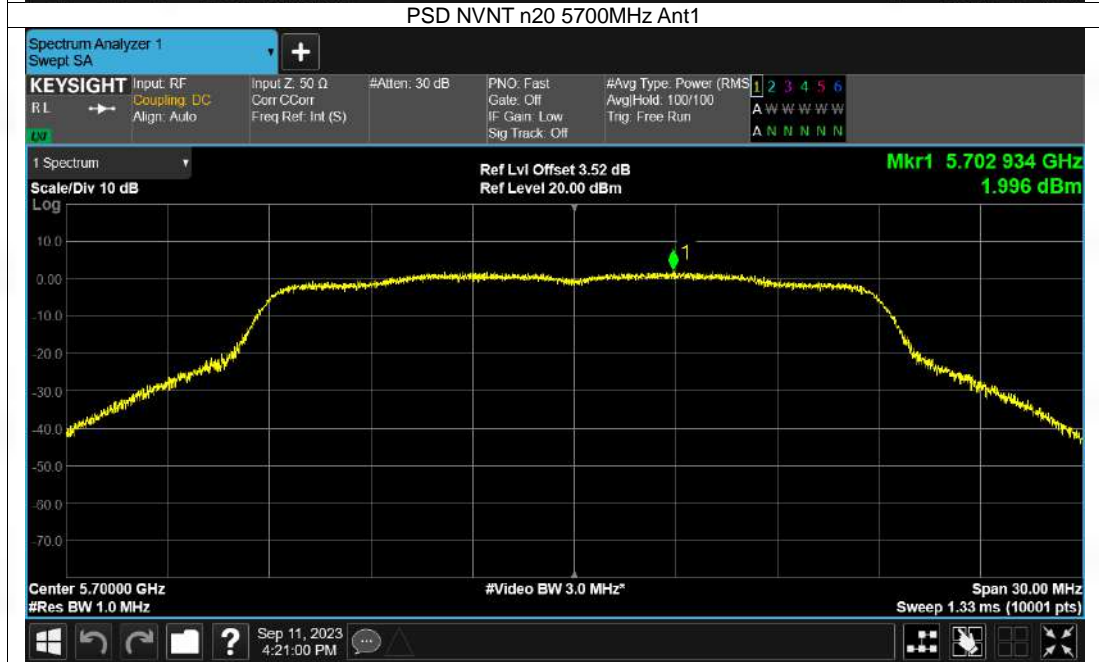 PSD NVNT n20 5700MHz Ant1
Spectrum Analyzer 1
Swept SA
+
KEYSIGHT
Input: RF
Coupling: DC
Align: Auto
Input Z: 50 Ω
Corr CCorr
Freq Ref: Int (S)
#Atten: 30 dB
PNO: Fast
Gate: Off
IF Gain: Low
Sig Track: Off
#Avg Type: Power (RMS
Avg|Hold: 100/100
Trig: Free Run
1 2 3 4 5 6
A W W W W W
A N N N N N
R L
LXI
1 Spectrum
Scale/Div 10 dB
Ref Lvl Offset 3.52 dB
Ref Level 20.00 dBm
Mkr1 5.702 934 GHz
1.996 dBm
Log
10.0
0.00
-10.0
-20.0
-30.0
-40.0
-50.0
-60.0
-70.0
1
Center 5.70000 GHz
#Res BW 1.0 MHz
#Video BW 3.0 MHz*
Span 30.00 MHz
Sweep 1.33 ms (10001 pts)
?
Sep 11, 2023
4:21:00 PM